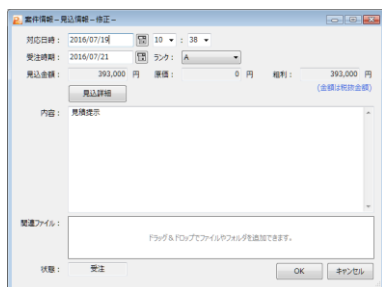 案件情報 – 見込情報 – 修正 –
対応日時： 2016/07/19 10 : 38
受注時期： 2016/07/21 ランク： A
見込金額： 393,000 円 原価： 0 円 粗利： 393,000 円
見込詳細 (金額は税抜金額)
内容： 見積提示
関連ファイル： ドラッグ＆ドロップでファイルやフォルダを追加できます。
状態： 受注 OK キャンセル